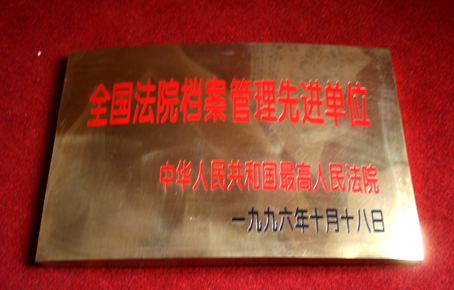 全国法院档案管理先进单位
中华人民共和国最高人民法院
一九九六年十月十八日